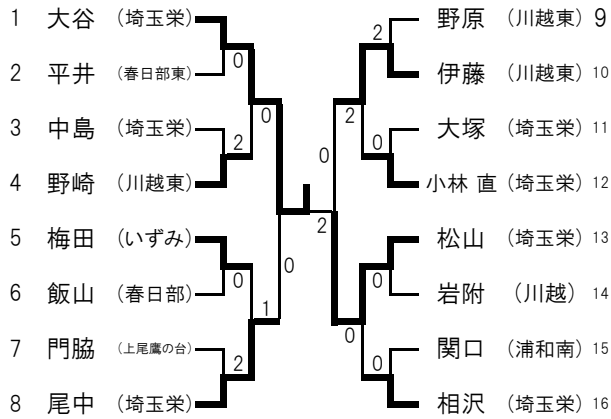 1 大谷 (埼玉栄)
2 平井 (春日部東)
3 中島 (埼玉栄)
4 野崎 (川越東)
5 梅田 (いずみ)
6 飯山 (春日部)
7 門脇 (上尾鷹の台)
8 尾中 (埼玉栄)
0
2
0
2
0
1
0
2
0
2
2
0
0
0
0
野原 (川越東) 9
伊藤 (川越東) 10
大塚 (埼玉栄) 11
小林 直 (埼玉栄) 12
松山 (埼玉栄) 13
岩附 (川越) 14
関口 (浦和南) 15
相沢 (埼玉栄) 16